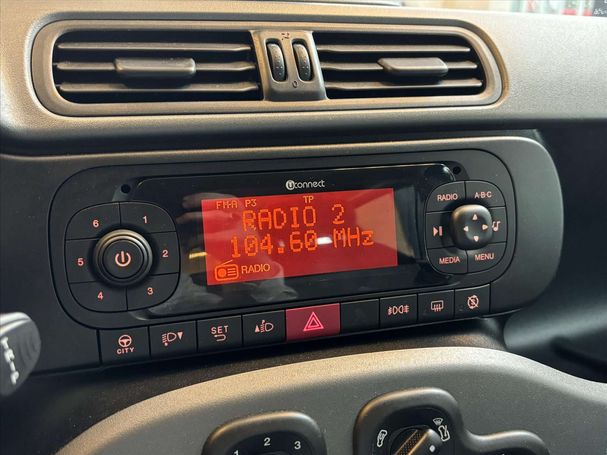 Uconnect
FM-A P3 TP
RADIO 2
104.60 MHz
RADIO
6 1
5 2
4 3
RADIO A·B·C
MEDIA MENU
CITY
SET
1 2 3
0